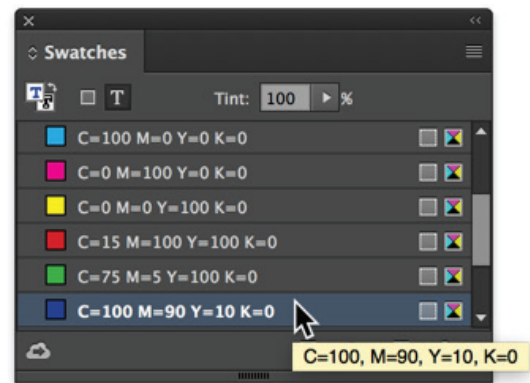 Swatches
T T Tint: 100 %
C=100 M=0 Y=0 K=0
C=0 M=100 Y=0 K=0
C=0 M=0 Y=100 K=0
C=15 M=100 Y=100 K=0
C=75 M=5 Y=100 K=0
C=100 M=90 Y=10 K=0
C=100, M=90, Y=10, K=0